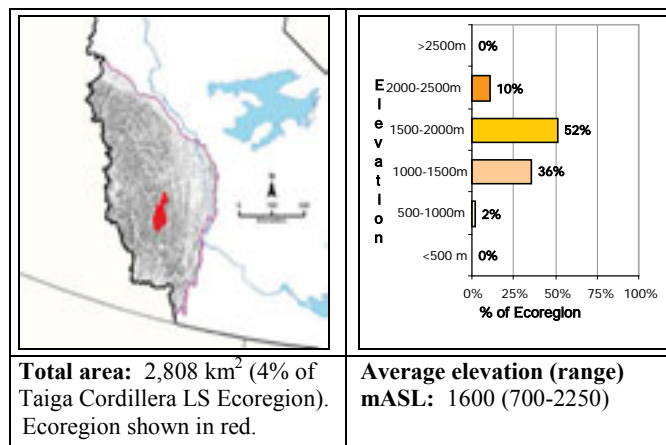 >2500m 0%
2000-2500m 10%
1500-2000m 52%
1000-1500m 36%
500-1000m 2%
<500 m 0%
Elevation
0% 25% 50% 75% 100%
% of Ecoregion
N
Total area: 2,808 km² (4% of
Taiga Cordillera LS Ecoregion).
Ecoregion shown in red.
Average elevation (range)
mASL: 1600 (700-2250)